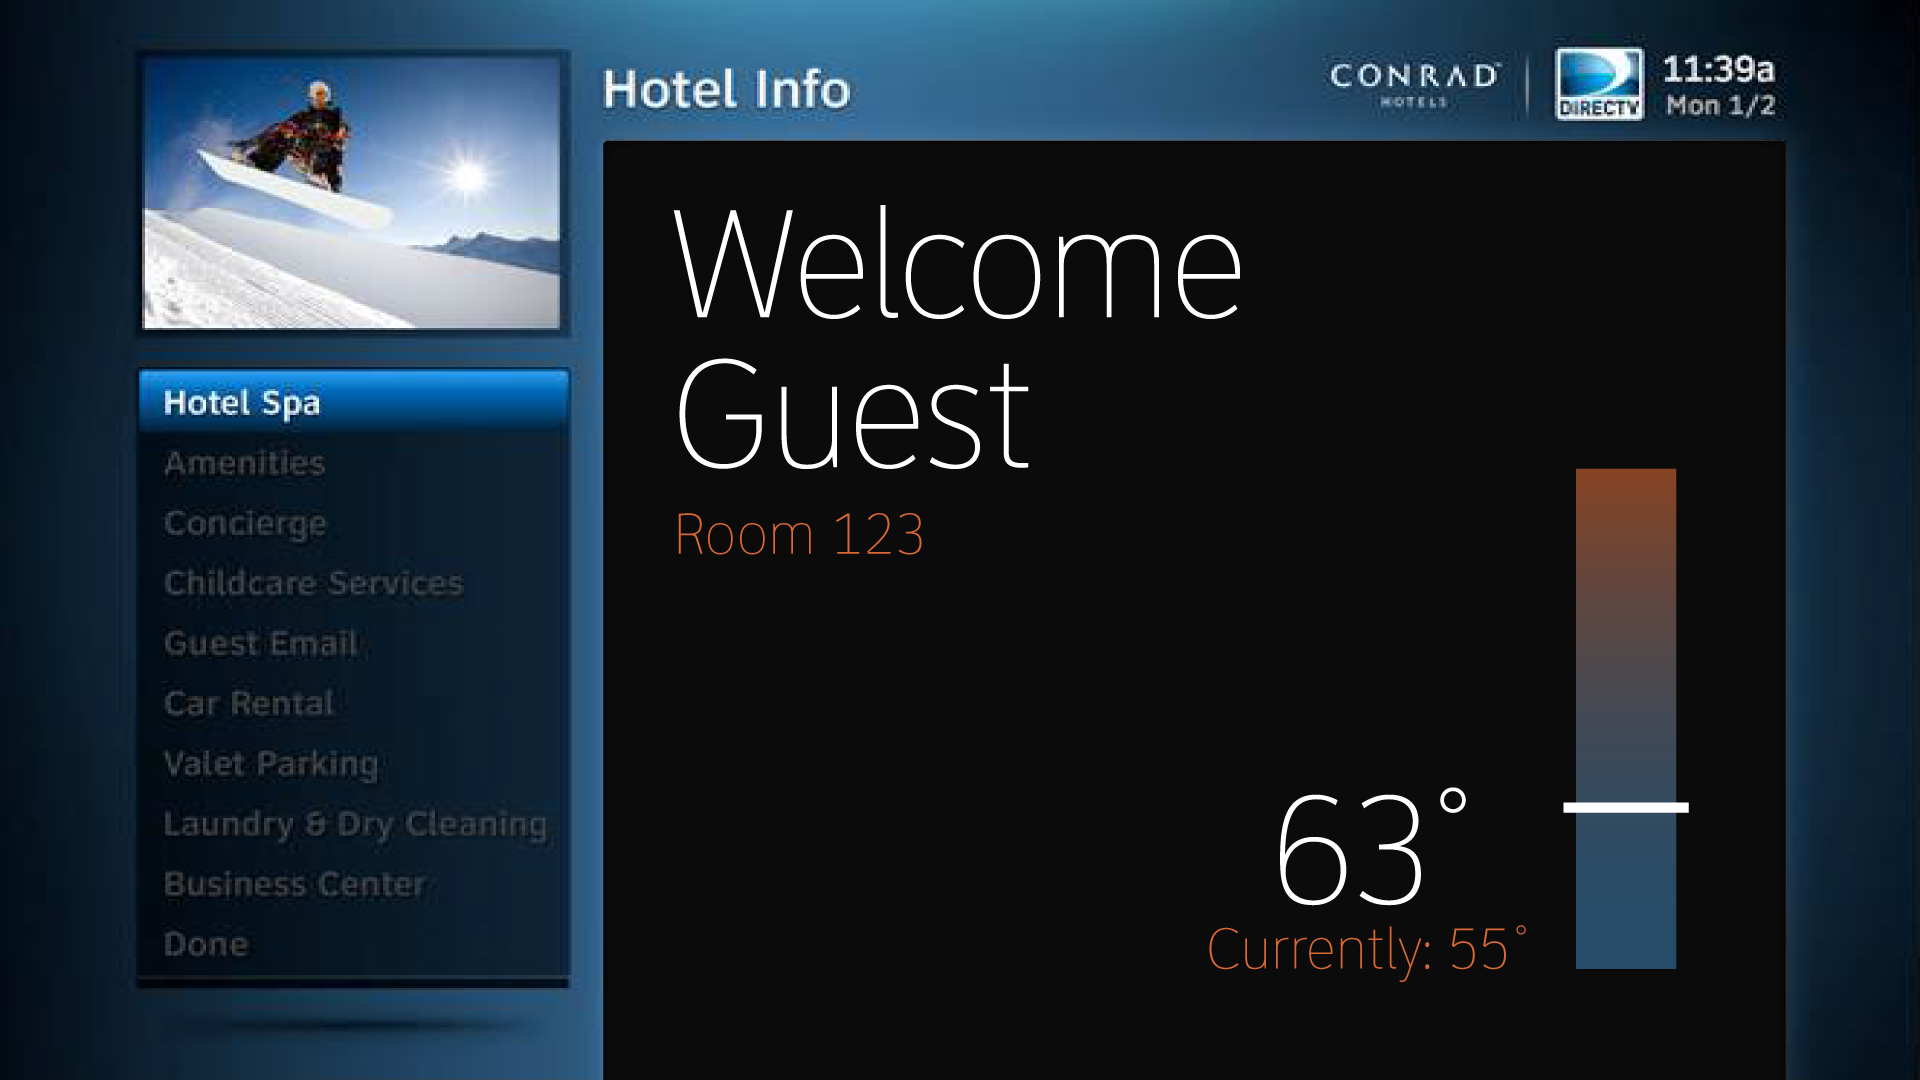 Hotel Info
CONRAD™
HOTELS
DIRECTV
11:39a
Mon 1/2
Hotel Spa
Amenities
Concierge
Childcare Services
Guest Email
Car Rental
Valet Parking
Laundry & Dry Cleaning
Business Center
Done
Welcome
Guest
Room 123
63°
Currently: 55°